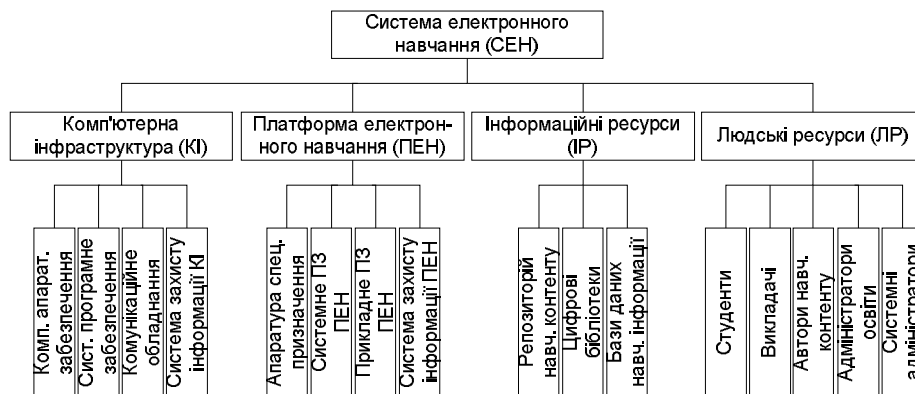 Система електронного
навчання (СЕН)
Комп'ютерна
інфраструктура (КІ)
Платформа електрон-
ного навчання (ПЕН)
Інформаційні ресурси
(ІР)
Людські ресурси (ЛР)
Комп. апарат.
забезпечення
Сист. програмне
забезпечення
Комунікаційне
обладнання
Система захисту
інформації КІ
Апаратура спец.
призначення
Системне ПЗ
ПЕН
Прикладне ПЗ
ПЕН
Система захисту
інформації ПЕН
Репозиторій
навч. контенту
Цифрові
бібліотеки
Бази даних
навч. інформації
Студенти
Викладачі
Автори навч.
контенту
Адміністратори
освіти
Системні
адміністратори